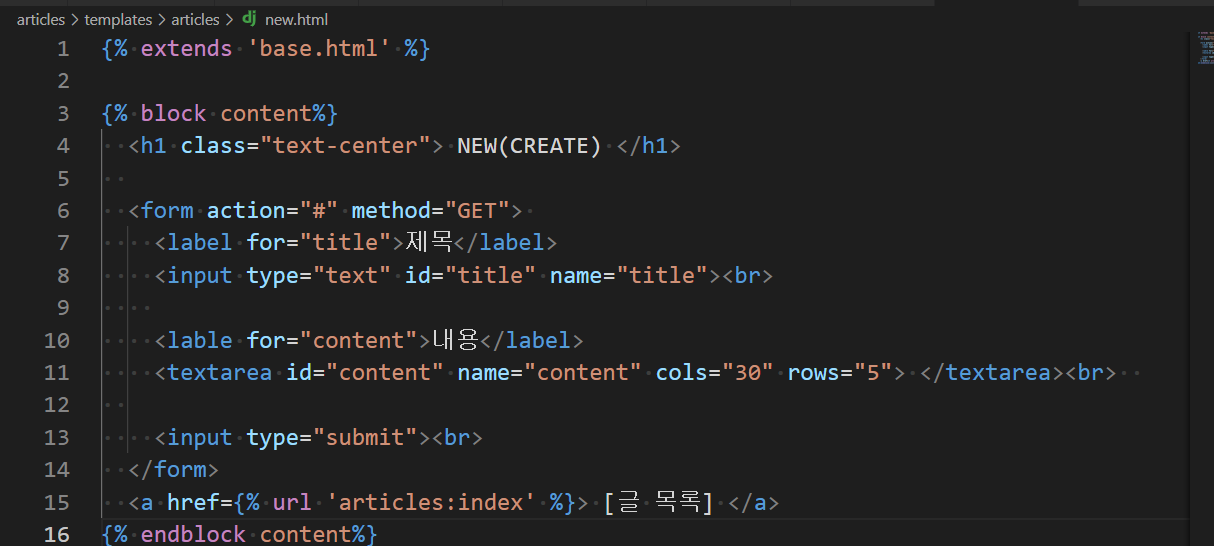 articles > templates > articles > dj new.html
1 {% extends 'base.html' %}
2
3 {% block content%}
4 <h1 class="text-center"> NEW(CREATE) </h1>
5
6 <form action="#" method="GET">
7 <label for="title">제목</label>
8 <input type="text" id="title" name="title"><br>
9
10 <lable for="content">내용</label>
11 <textarea id="content" name="content" cols="30" rows="5"> </textarea><br>
12
13 <input type="submit"><br>
14 </form>
15 <a href={% url 'articles:index' %}> [글 목록] </a>
16 {% endblock content%}